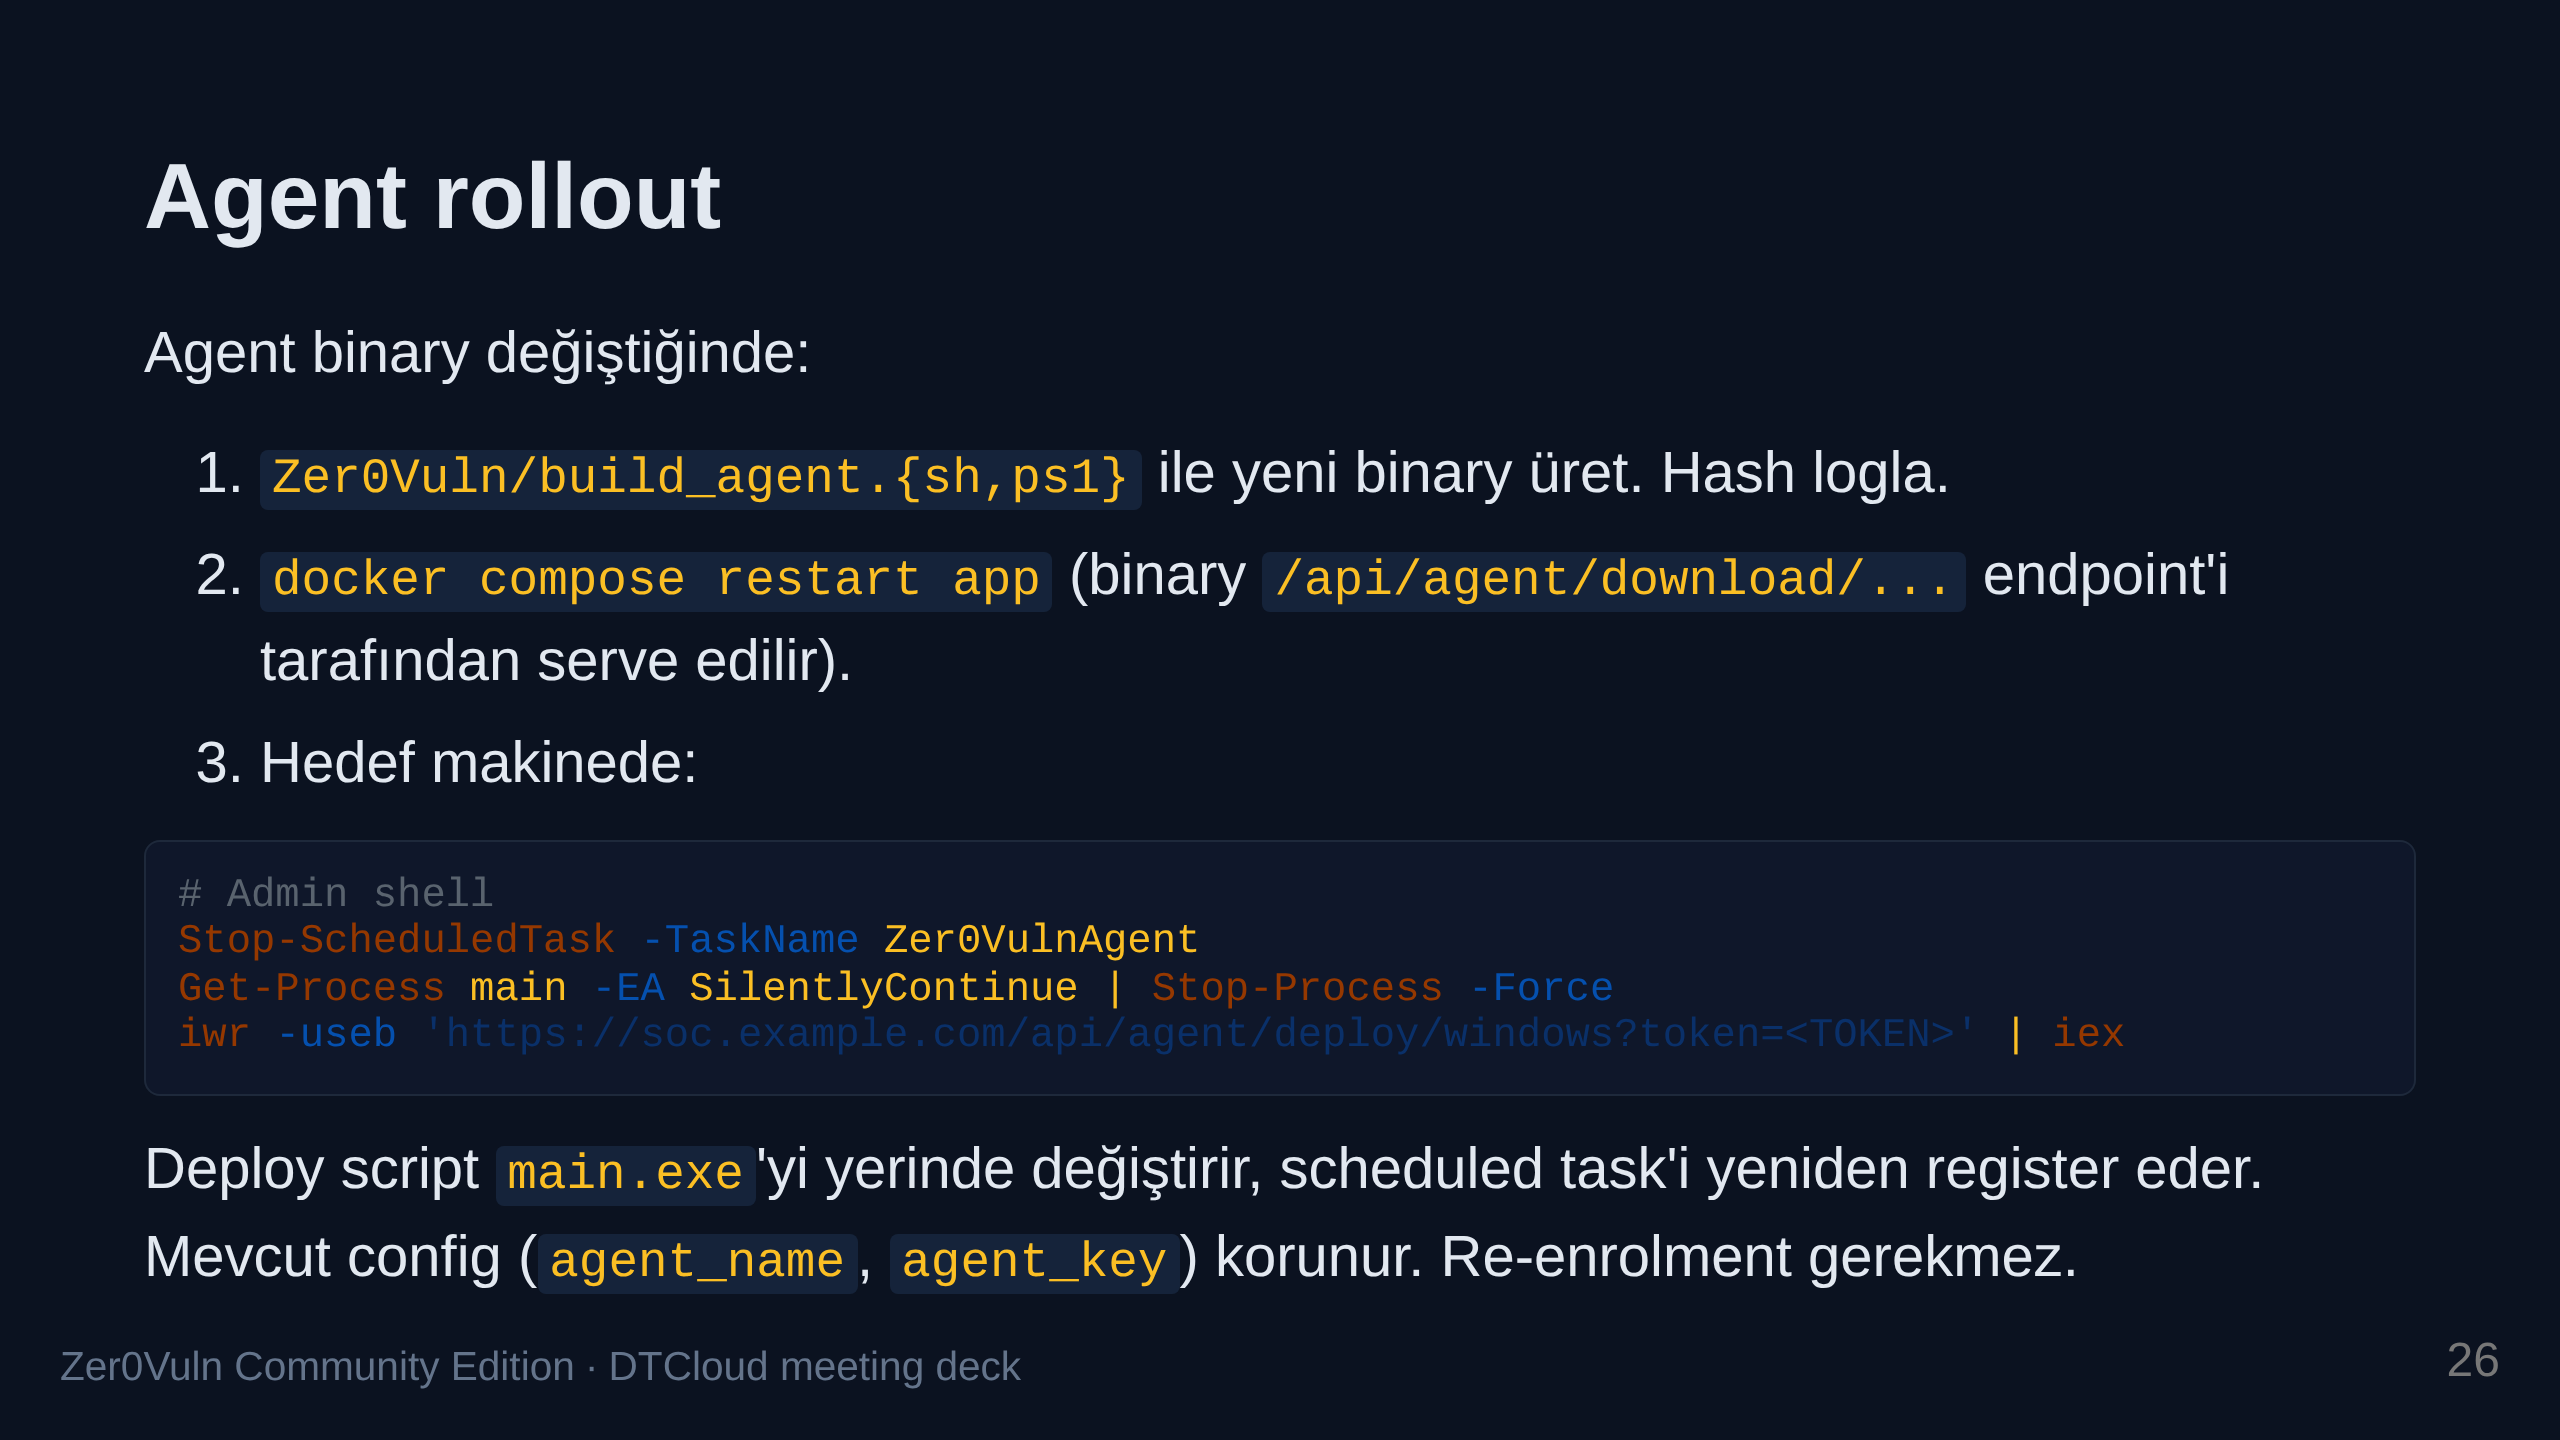 Agent rollout
Agent binary değiştiğinde:
1. Zer0Vuln/build_agent.{sh,ps1} ile yeni binary üret. Hash logla.
2. docker compose restart app (binary /api/agent/download/... endpoint'i
tarafından serve edilir).
3. Hedef makinede:
# Admin shell
Stop-ScheduledTask -TaskName Zer0VulnAgent
Get-Process main -EA SilentlyContinue | Stop-Process -Force
iwr -useb 'https://soc.example.com/api/agent/deploy/windows?token=<TOKEN>' | iex
Deploy script main.exe'yi yerinde değiştirir, scheduled task'i yeniden register eder.
Mevcut config (agent_name, agent_key) korunur. Re-enrolment gerekmez.
Zer0Vuln Community Edition · DTCloud meeting deck
26